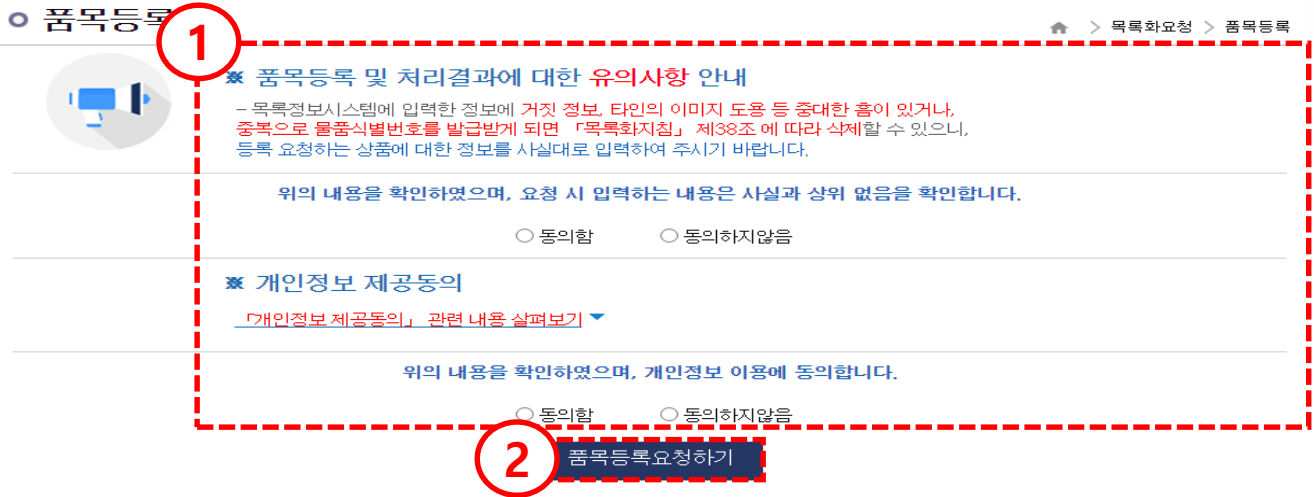 품목등록
1
> 목록화요청 > 품목등록
※ 품목등록 및 처리결과에 대한 유의사항 안내
- 목록정보시스템에 입력한 정보에 거짓 정보, 타인의 이미지 도용 등 중대한 흠이 있거나,
중복으로 물품식별번호를 발급받게 되면 「목록화지침」 제38조 에 따라 삭제할 수 있으니,
등록 요청하는 상품에 대한 정보를 사실대로 입력하여 주시기 바랍니다.
위의 내용을 확인하였으며, 요청 시 입력하는 내용은 사실과 상위 없음을 확인합니다.
동의함 동의하지않음
※ 개인정보 제공동의
「개인정보 제공동의」 관련 내용 살펴보기
위의 내용을 확인하였으며, 개인정보 이용에 동의합니다.
동의함 동의하지않음
2
품목등록요청하기